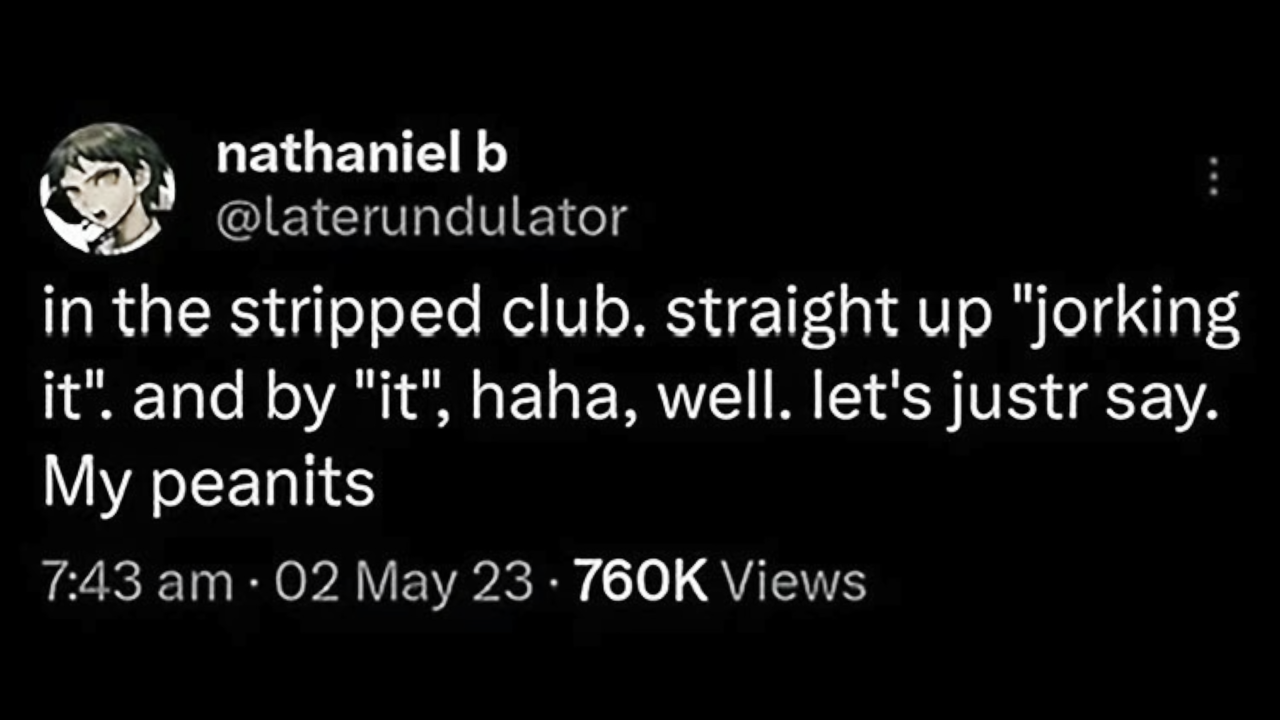 nathaniel b
@laterundulator
in the stripped club. straight up "jorking
it". and by "it", haha, well. let's justr say.
My peanits
7:43 am · 02 May 23 · 760K Views